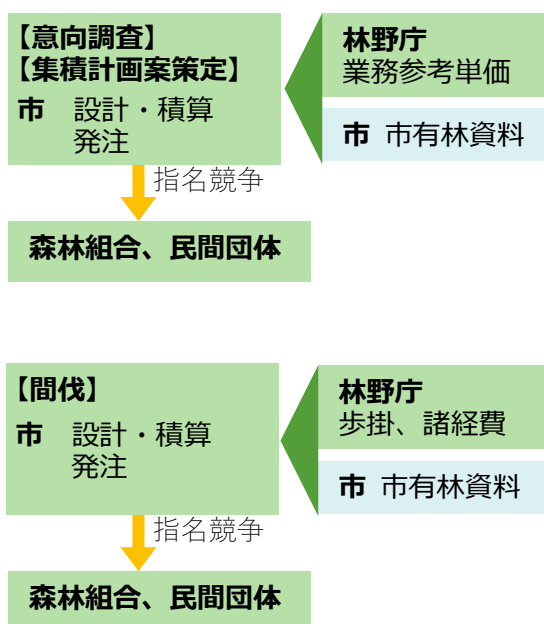 【意向調査】
【集積計画案策定】
市 設計・積算
発注
林野庁
業務参考単価
市 市有林資料
指名競争
森林組合、民間団体
【間伐】
市 設計・積算
発注
林野庁
歩掛、諸経費
市 市有林資料
指名競争
森林組合、民間団体